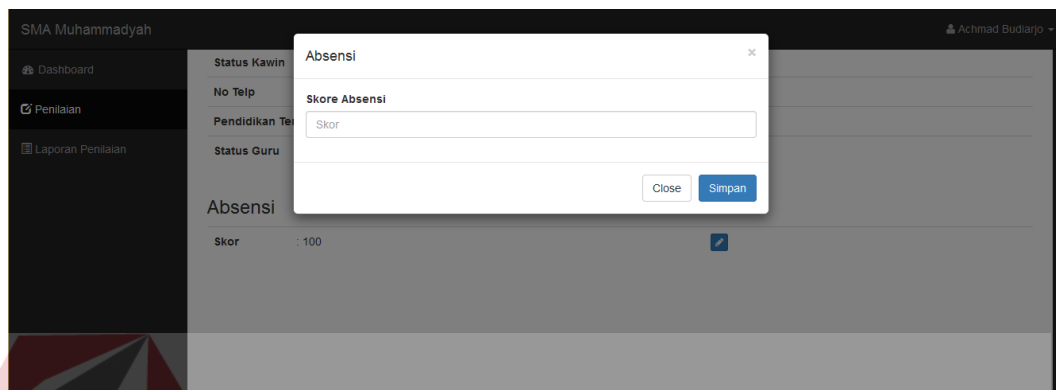 SMA Muhammadyah
Achmad Budiarjo
Dashboard
Penilaian
Laporan Penilaian
Status Kawin
No Telp
Pendidikan Te
Status Guru
Absensi
Skor : 100
Absensi
×
Skore Absensi
Skor
Close Simpan